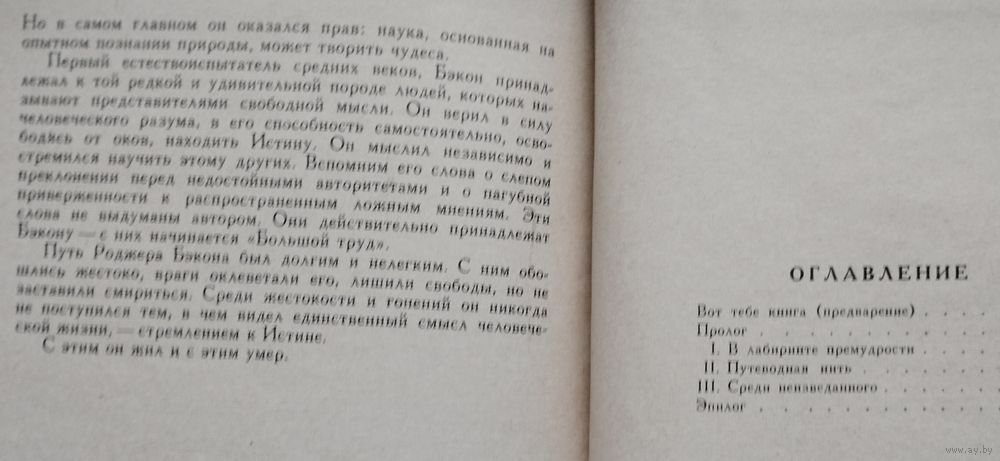 Но в самом главном он оказался прав: наука, основанная на
опытном познании природы, может творить чудеса.
Первый естествоиспытатель средних веков, Бэкон принад-
лежал к той редкой и удивительной породе людей, которых на-
зывают представителями свободной мысли. Он верил в силу
человеческого разума, в его способность самостоятельно, осво-
бодясь от оков, находить Истину. Он мыслил независимо и
стремился научить этому других. Вспомним его слова о слепом
преклонении перед недостойными авторитетами и о пагубной
приверженности к распространенным ложным мнениям. Эти
слова не выдуманы автором. Они действительно принадлежат
Бэкону — с них начинается «Большой труд».
Путь Роджера Бэкона был долгим и нелегким. С ним обо-
шлись жестоко, враги оклеветали его, лишили свободы, но не
заставили смириться. Среди жестокости и гонений он никогда
не поступился тем, в чем видел единственный смысл человече-
ской жизни, — стремлением к Истине.
С этим он жил и с этим умер.
ОГЛАВЛЕНИЕ
Вот тебе книга (предварение) . . . .
Пролог . . . . . . . . . . . .
I. В лабиринте премудрости . . . .
II. Путеводная нить . . . . . . .
III. Среди неизведанного . . . . . .
Эпилог . . . . . . . . . . . .
www.ay.by